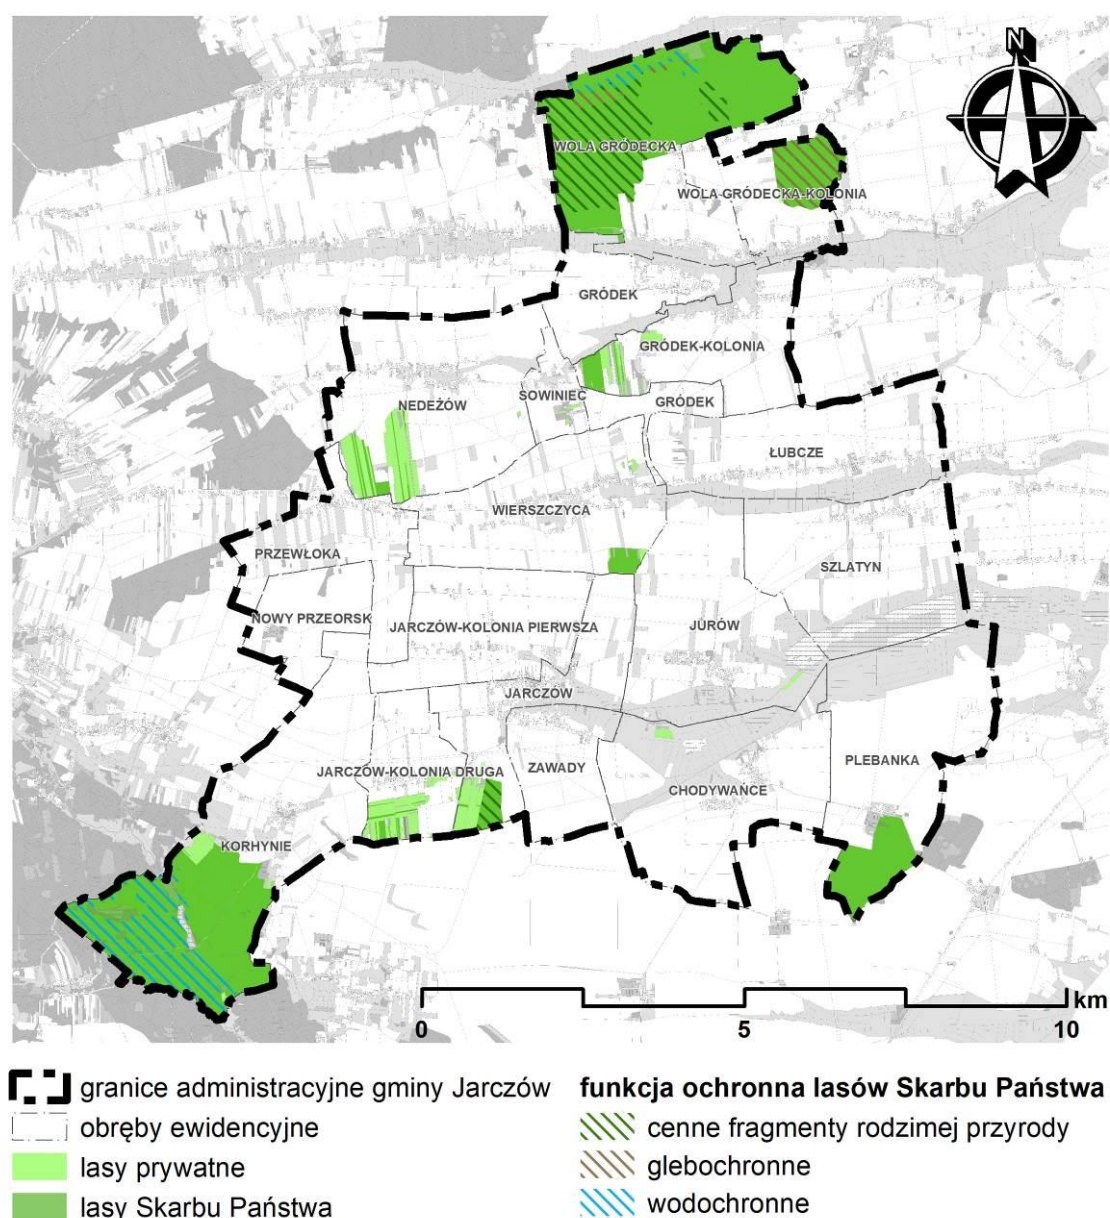 N
WOLA GRÓDECKA
WOLA GRÓDECKA-KOLONIA
GRÓDEK
GRÓDEK-KOLONIA
SOWINIEC
GRÓDEK
NEDEŻÓW
ŁUBCZE
WIERSZCZYCA
PRZEWŁOKA
SZLATYN
NOWY PRZEORSK
JARCZÓW-KOLONIA PIERWSZA
JURÓW
JARCZÓW
JARCZÓW-KOLONIA DRUGA
ZAWADY
PLEBANKA
CHODYWAŃCE
KORHYNIE
km
0 5 10
granice administracyjne gminy Jarczów
obręby ewidencyjne
lasy prywatne
lasy Skarbu Państwa
funkcja ochronna lasów Skarbu Państwa
cenne fragmenty rodzimej przyrody
glebochronne
wodochronne